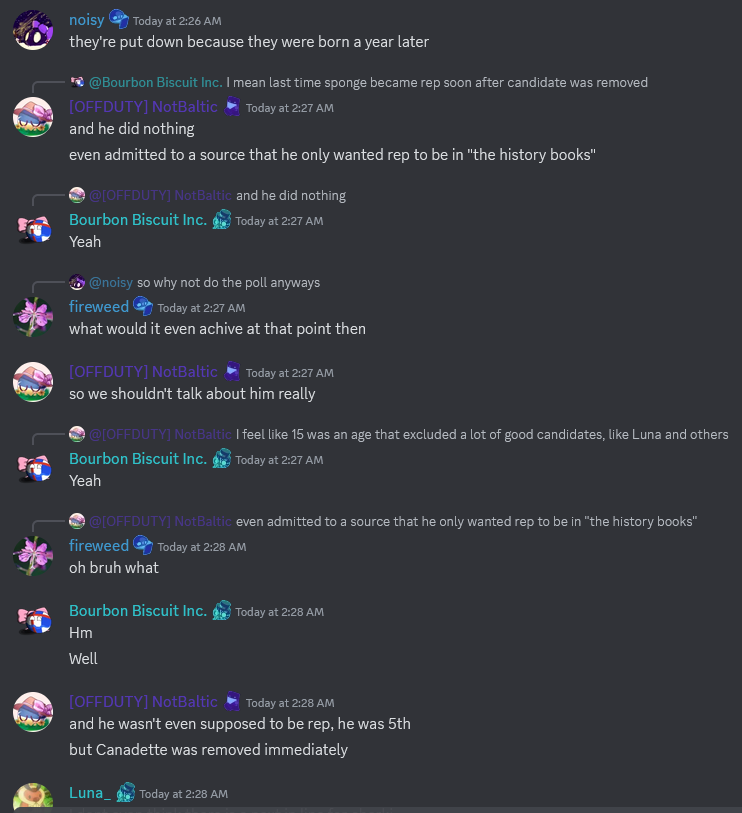 noisy Today at 2:26 AM
they're put down because they were born a year later
@Bourbon Biscuit Inc. I mean last time sponge became rep soon after candidate was removed
[OFFDUTY] NotBaltic Today at 2:27 AM
and he did nothing
even admitted to a source that he only wanted rep to be in "the history books"
@[OFFDUTY] NotBaltic and he did nothing
Bourbon Biscuit Inc. Today at 2:27 AM
Yeah
@noisy so why not do the poll anyways
fireweed Today at 2:27 AM
what would it even achive at that point then
[OFFDUTY] NotBaltic Today at 2:27 AM
so we shouldn't talk about him really
@[OFFDUTY] NotBaltic I feel like 15 was an age that excluded a lot of good candidates, like Luna and others
Bourbon Biscuit Inc. Today at 2:27 AM
Yeah
@[OFFDUTY] NotBaltic even admitted to a source that he only wanted rep to be in "the history books"
fireweed Today at 2:28 AM
oh bruh what
Bourbon Biscuit Inc. Today at 2:28 AM
Hm
Well
[OFFDUTY] NotBaltic Today at 2:28 AM
and he wasn't even supposed to be rep, he was 5th
but Canadette was removed immediately
Luna_ Today at 2:28 AM